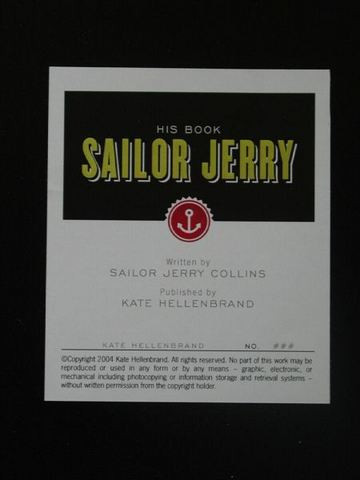 HIS BOOK
SAILOR JERRY
Written by
SAILOR JERRY COLLINS
Published by
KATE HELLENBRAND
KATE HELLENBRAND NO. ###
©Copyright 2004 Kate Hellenbrand. All rights reserved. No part of this work may be
reproduced or used in any form or by any means – graphic, electronic, or
mechanical including photocopying or information storage and retrieval systems –
without written permission from the copyright holder.